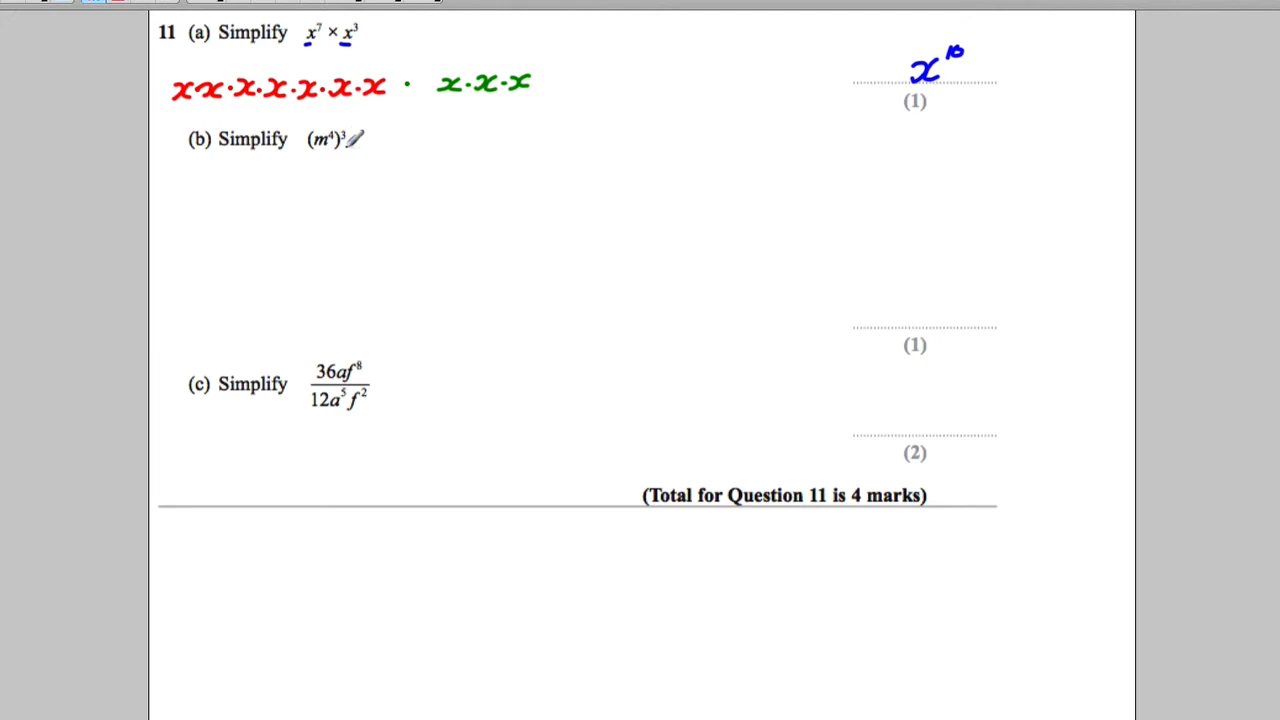 11 (a) Simplify x⁷ × x³
x¹⁰
x·x·x·x·x·x·x · x·x·x
(1)
(b) Simplify (m⁴)³
(1)
(c) Simplify 36af⁸
12a⁵f²
(2)
(Total for Question 11 is 4 marks)